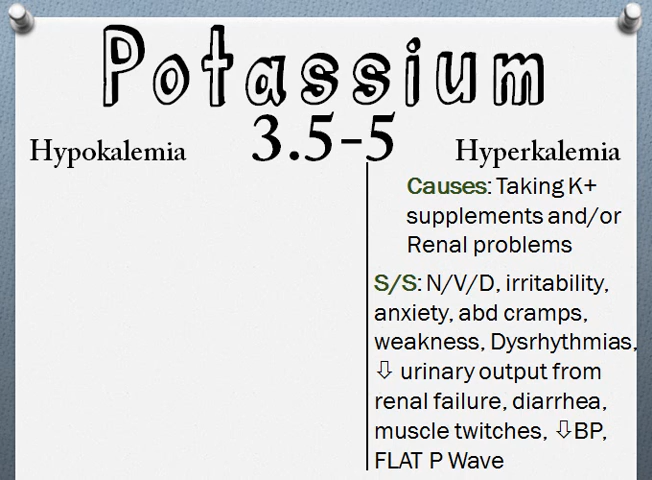 Potassium
3.5-5
Hypokalemia
Hyperkalemia
Causes: Taking K+
supplements and/or
Renal problems
S/S: N/V/D, irritability,
anxiety, abd cramps,
weakness, Dysrhythmias,
⇩ urinary output from
renal failure, diarrhea,
muscle twitches, ⇩BP,
FLAT P Wave